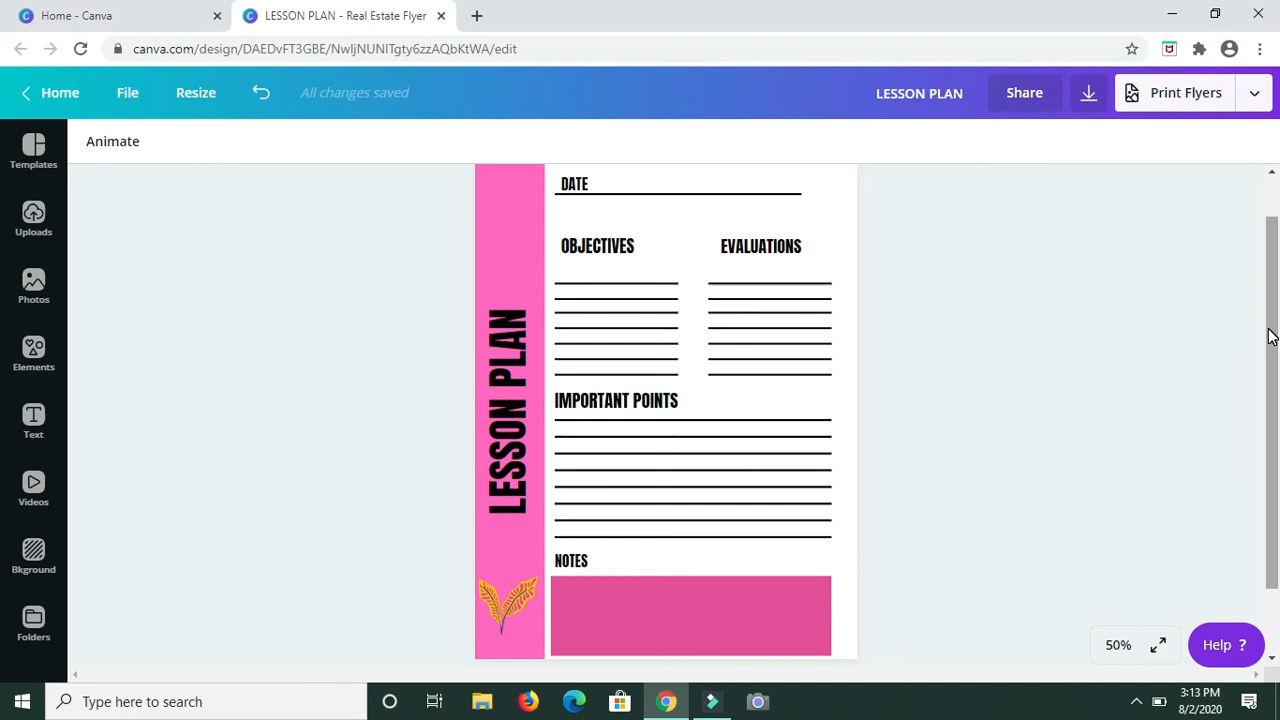 Home - Canva
LESSON PLAN - Real Estate Flyer
canva.com/design/DAEDvFT3GBE/NwIjNUNITgty6zzAQbKtWA/edit
Home
File
Resize
All changes saved
LESSON PLAN
Share
Print Flyers
Animate
Templates
Uploads
Photos
Elements
Text
Videos
Bkground
Folders
LESSON PLAN
DATE
OBJECTIVES
EVALUATIONS
IMPORTANT POINTS
NOTES
50%
Help ?
Type here to search
3:13 PM
8/2/2020